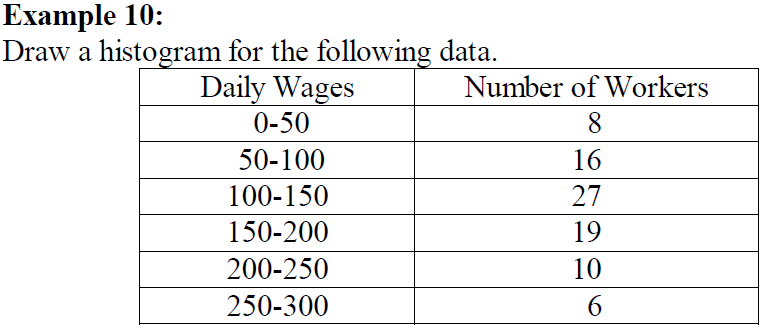 Example 10:
Draw a histogram for the following data.
Daily Wages Number of Workers
0-50 8
50-100 16
100-150 27
150-200 19
200-250 10
250-300 6